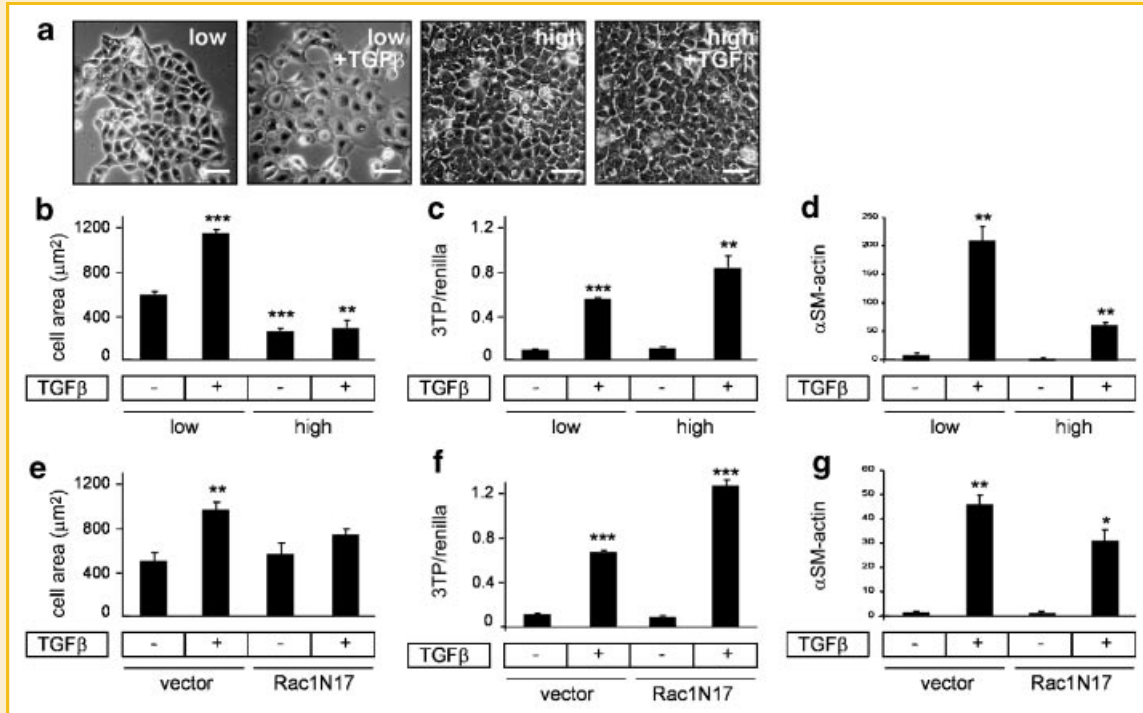 a
low
low
+TGFβ
high
high
+TGFβ
b
cell area (μm2)
1200
800
400
0
TGFβ - + - +
low high
c
3TP/renilla
1.2
0.8
0.4
0
TGFβ - + - +
low high
d
αSM-actin
250
200
150
100
50
0
TGFβ - + - +
low high
e
cell area (μm2)
1200
800
400
0
TGFβ - + - +
vector Rac1N17
f
3TP/renilla
1.2
0.8
0.4
0
TGFβ - + - +
vector Rac1N17
g
αSM-actin
60
50
40
30
20
10
0
TGFβ - + - +
vector Rac1N17